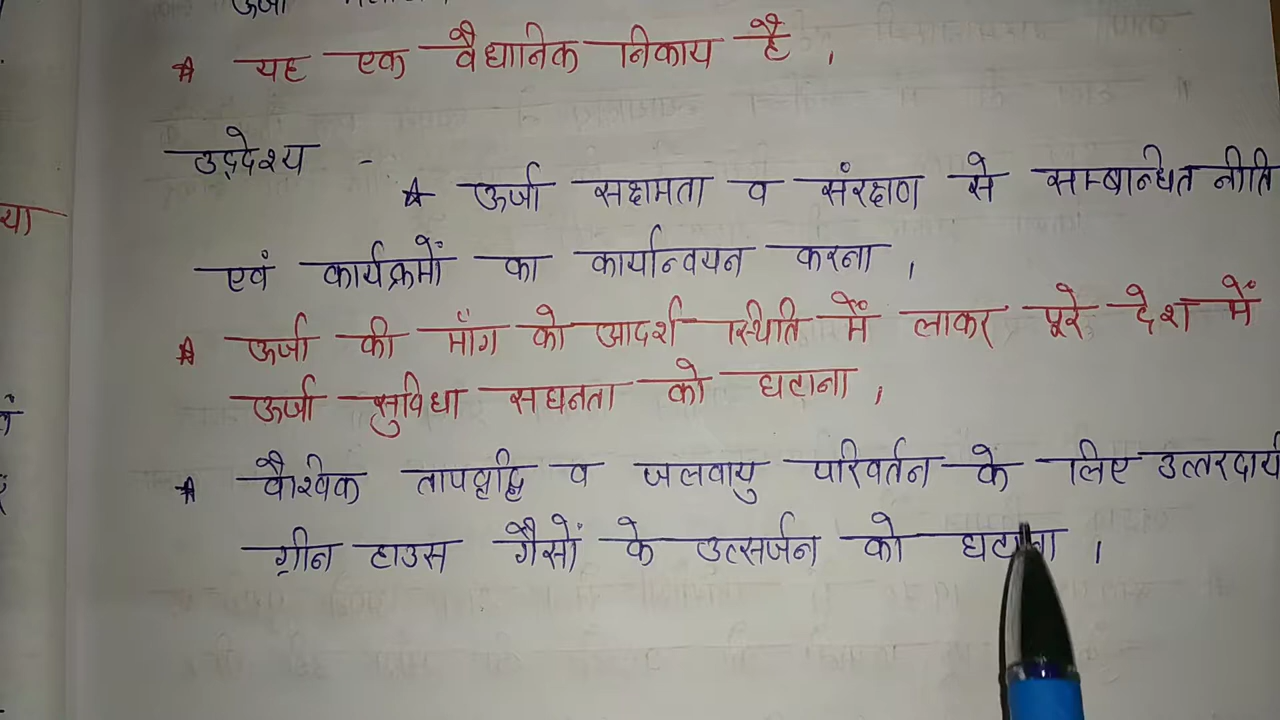 ऊर्जा
☆ यह एक वैधानिक निकाय है ।
उद्देश्य -
☆ ऊर्जा सक्षमता व संरक्षण से सम्बन्धित नीति
एवं कार्यक्रमों का कार्यान्वयन करना ।
☆ ऊर्जा की माँग को आदर्श स्थिति में लाकर पूरे देश में
ऊर्जा सुविधा सघनता को घटाना ।
☆ वैश्विक तापवृद्धि व जलवायु परिवर्तन के लिए उत्तरदायी
ग्रीन हाउस गैसों के उत्सर्जन को घटाना ।